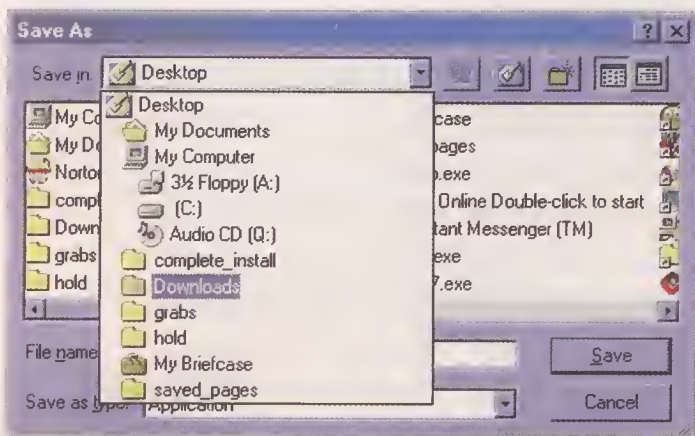 Save As
Save in: Desktop
Desktop
My Documents
My Computer
3½ Floppy (A:)
(C:)
Audio CD (Q:)
complete_install
Downloads
grabs
hold
My Briefcase
saved_pages
My Co
My Do
Norto
compl
Down
grabs
hold
case
ages
.exe
Online Double-click to start
tant Messenger (TM)
exe
7.exe
File name
Save
Save as type: Application
Cancel